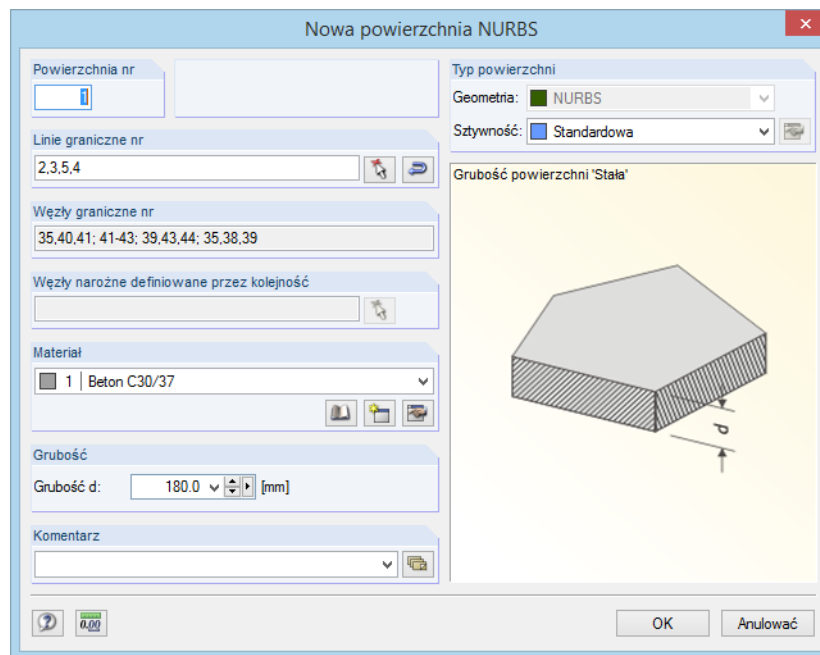 Nowa powierzchnia NURBS
Powierzchnia nr
1
Linie graniczne nr
2,3,5,4
Węzły graniczne nr
35,40,41; 41-43; 39,43,44; 35,38,39
Węzły narożne definiowane przez kolejność
Materiał
1 Beton C30/37
Grubość
Grubość d: 180.0 [mm]
Komentarz
Typ powierzchni
Geometria: NURBS
Sztywność: Standardowa
Grubość powierzchni 'Stała'
d
0.00
OK Anulować